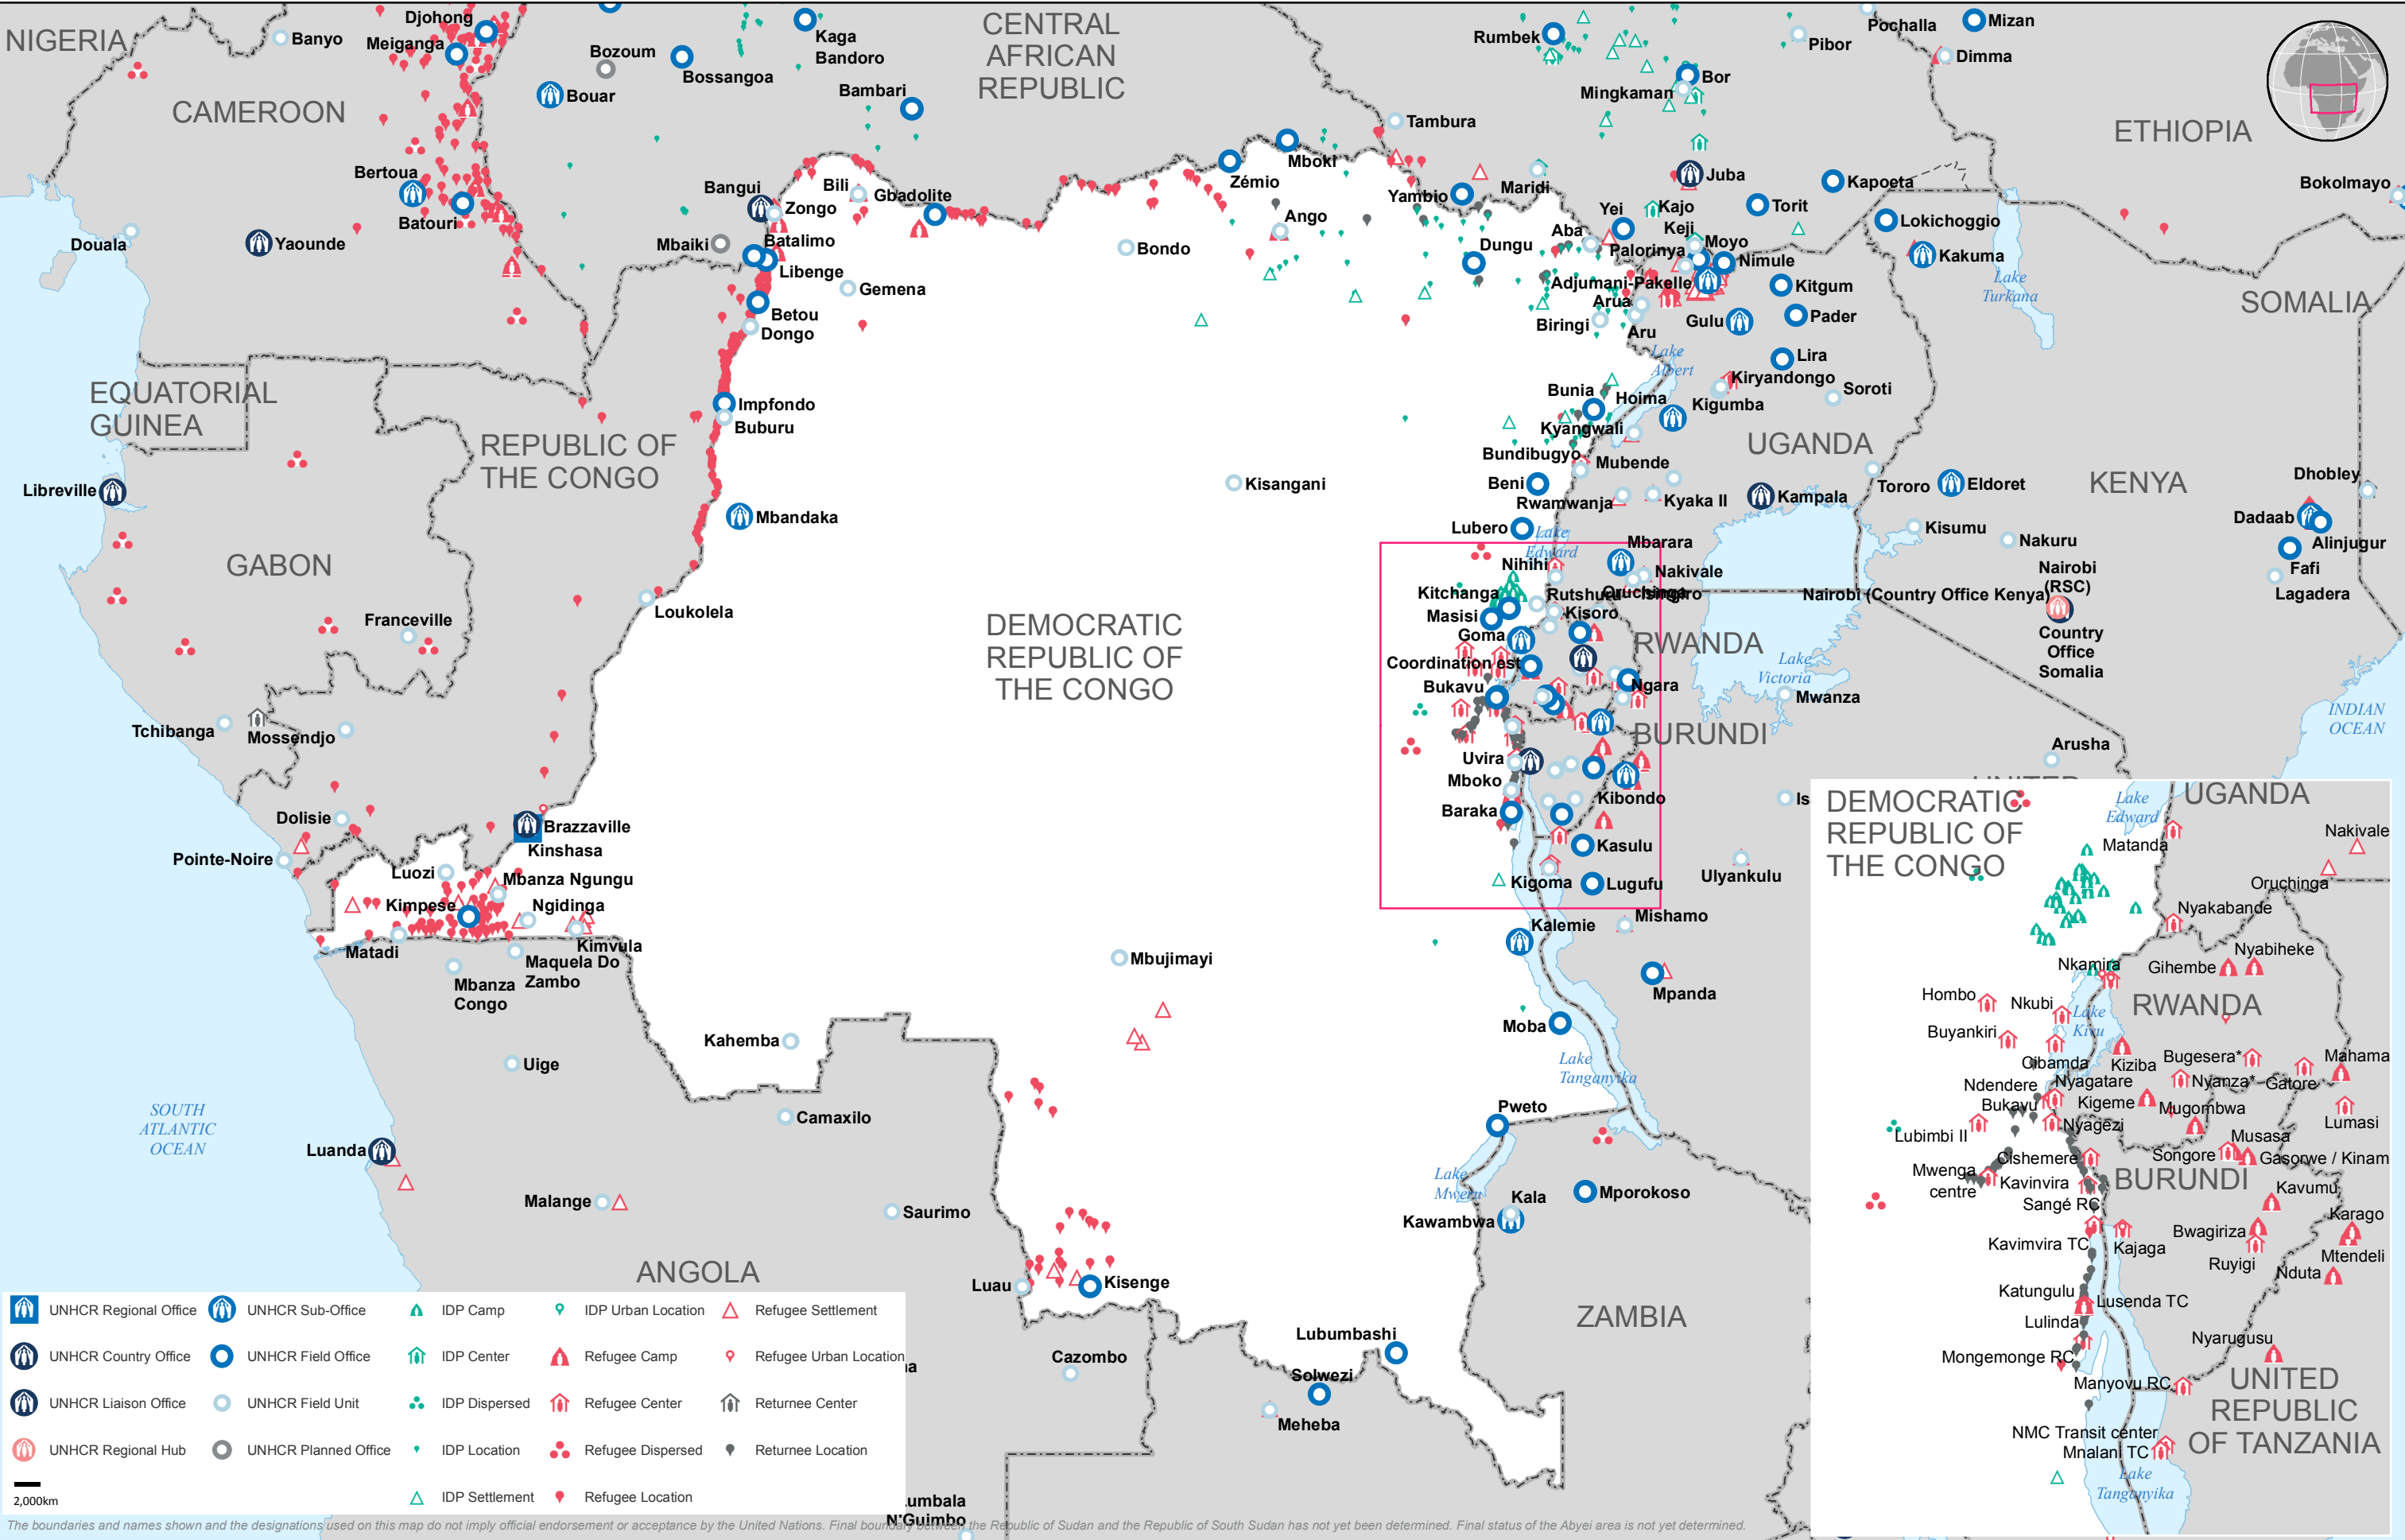 NIGERIA
Djohong
Meiganga
Banyo
Bozoum
Bossangoa
Kaga
Bandoro
CENTRAL
AFRICAN
REPUBLIC
Rumbek
Pibor
Pochalla
Mizan
Dimma
CAMEROON
Bouar
Bambari
Bor
Mingkaman
Tambura
ETHIOPIA
Mboki
Zémio
Bertoua
Batouri
Bangui
Zongo
Bili
Gbadolite
Yambio
Maridi
Juba
Kapoeta
Torit
Bokolmayo
Lokichoggio
Kakuma
Douala
Yaounde
Mbaiki
Batalimo
Libenge
Bondo
Ango
Dungu
Aba
Yei
Kajo
Keji
Moyo
Palorinya
Nimule
Adjumani-Pakelle
Kitgum
Lake
Turkana
Gemena
Betou
Dongo
Arua
Biringi
Aru
Gulu
Pader
SOMALIA
Lake
Albert
Lira
Kiryandongo
Soroti
EQUATORIAL
GUINEA
Impfondo
Buburu
Bunia
Hoima
Kigumba
REPUBLIC OF
THE CONGO
Kyangwali
UGANDA
Bundibugyo
Mubende
Libreville
Kisangani
Beni
Rwamwanja
Kyaka II
Kampala
Tororo
Eldoret
KENYA
Dhobley
Mbandaka
Lubero
Lake
Edward
Kisumu
Nakuru
Dadaab
Alinjugur
Fafi
Lagadera
GABON
Mbarara
Nihihi
Nakivale
Kitchanga
Rutshuru
Oruchinga
Isingiro
Nairobi
(RSC)
Nairobi (Country Office Kenya)
Country
Office
Somalia
Loukolela
Masisi
Kisoro
Goma
RWANDA
Franceville
DEMOCRATIC
REPUBLIC OF
THE CONGO
Coordination est
Lake
Victoria
Bukavu
Ngara
Mwanza
INDIAN
OCEAN
Tchibanga
Mossendjo
BURUNDI
Arusha
Uvira
Mboko
Kibondo
Baraka
Dolisie
Brazzaville
Kinshasa
Kasulu
Pointe-Noire
Luozi
Mbanza Ngungu
Ulyankulu
Kigoma
Lugufu
Kimpese
Ngidinga
Mishamo
Kalemie
Matadi
Kimvula
Maquela Do
Zambo
Mbanza
Congo
Mbujimayi
Mpanda
Moba
Kahemba
Uige
Lake
Tanganyika
SOUTH
ATLANTIC
OCEAN
Camaxilo
Pweto
Luanda
Malange
Saurimo
Lake
Mweru
Kala
Kawambwa
Mporokoso
ANGOLA
Luau
Kisenge
ZAMBIA
Lubumbashi
Solwezi
Cazombo
Meheba
N'Guimbo
DEMOCRATIC
REPUBLIC OF
THE CONGO
Lake
Edward
UGANDA
Matanda
Nakivale
Oruchinga
Nyakabande
Nyabiheke
Nkamira
Gihembe
Hombo
Nkubi
RWANDA
Lake
Kivu
Buyankiri
Cibamda
Kiziba
Bugesera*
Mahama
Ndendere
Nyagatare
Nyanza*
Gatore
Bukavu
Kigeme
Mugombwa
Lumasi
Lubimbi II
Nyagezi
Musasa
Songore
Gasorwe / Kinam
Cishemere
Mwenga
centre
Kavinvira
BURUNDI
Kavumu
Sangé RC
Karago
Kavimvira TC
Kajaga
Bwagiriza
Mtendeli
Ruyigi
Nduta
Katungulu
Lusenda TC
Lulinda
Nyarugusu
Mongemonge RC
Manyovu RC
UNITED
REPUBLIC
OF TANZANIA
NMC Transit center
Mnalani TC
Lake
Tanganyika
UNHCR Regional Office
UNHCR Sub-Office
IDP Camp
IDP Urban Location
Refugee Settlement
UNHCR Country Office
UNHCR Field Office
IDP Center
Refugee Camp
Refugee Urban Location
UNHCR Liaison Office
UNHCR Field Unit
IDP Dispersed
Refugee Center
Returnee Center
UNHCR Regional Hub
UNHCR Planned Office
IDP Location
Refugee Dispersed
Returnee Location
2,000km
IDP Settlement
Refugee Location
The boundaries and names shown and the designations used on this map do not imply official endorsement or acceptance by the United Nations. Final boundary between the Republic of Sudan and the Republic of South Sudan has not yet been determined. Final status of the Abyei area is not yet determined.